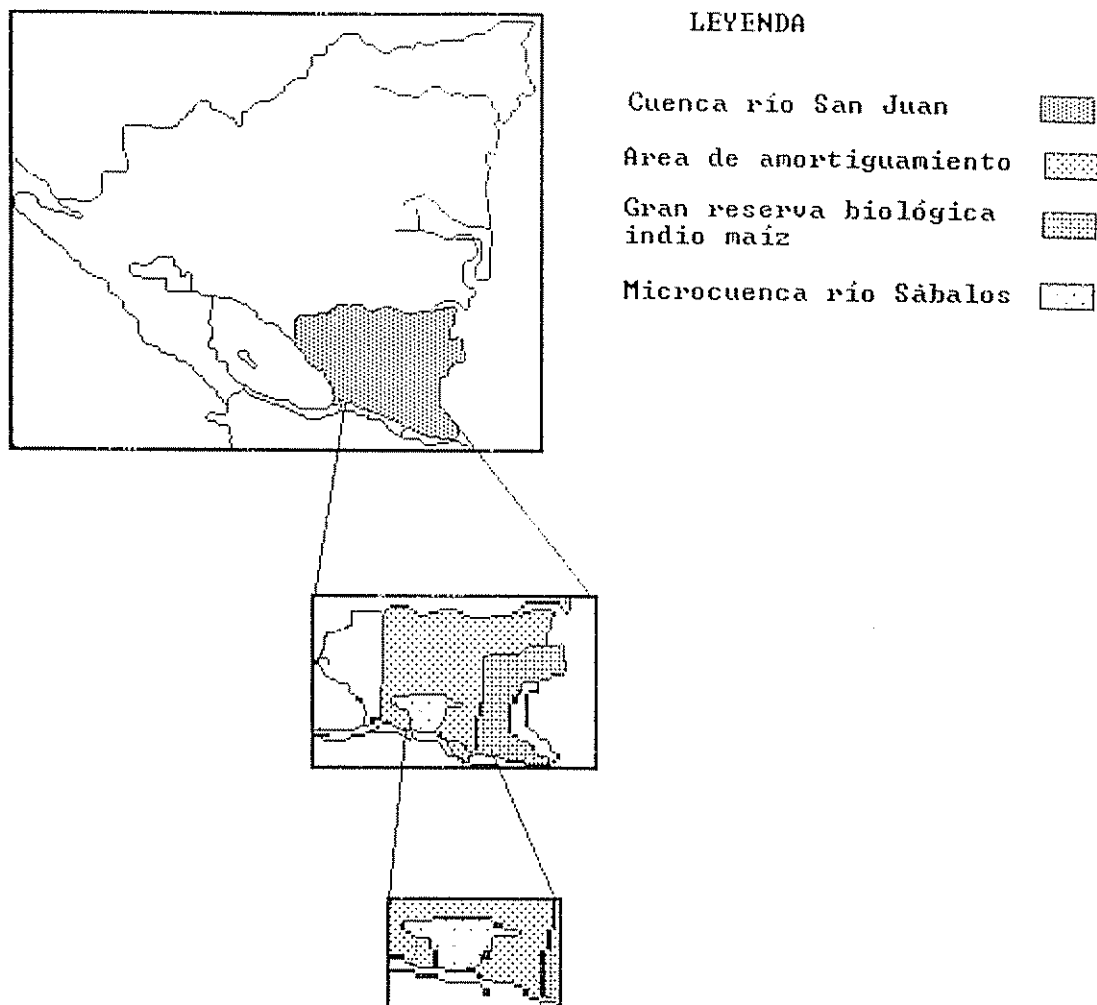 LEYENDA
Cuenca río San Juan
Area de amortiguamiento
Gran reserva biológica
indio maíz
Microcuenca río Sábalos